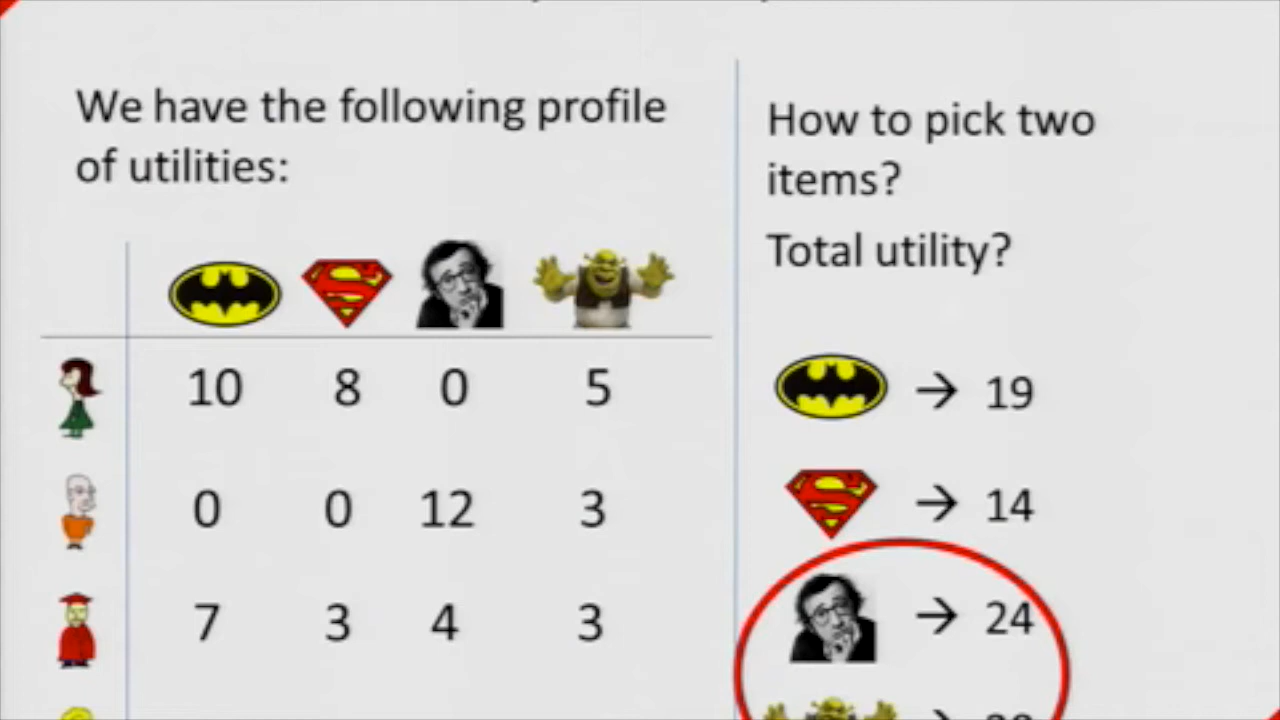 We have the following profile
of utilities:
10 8 0 5
0 0 12 3
7 3 4 3
How to pick two
items?
Total utility?
→ 19
→ 14
→ 24